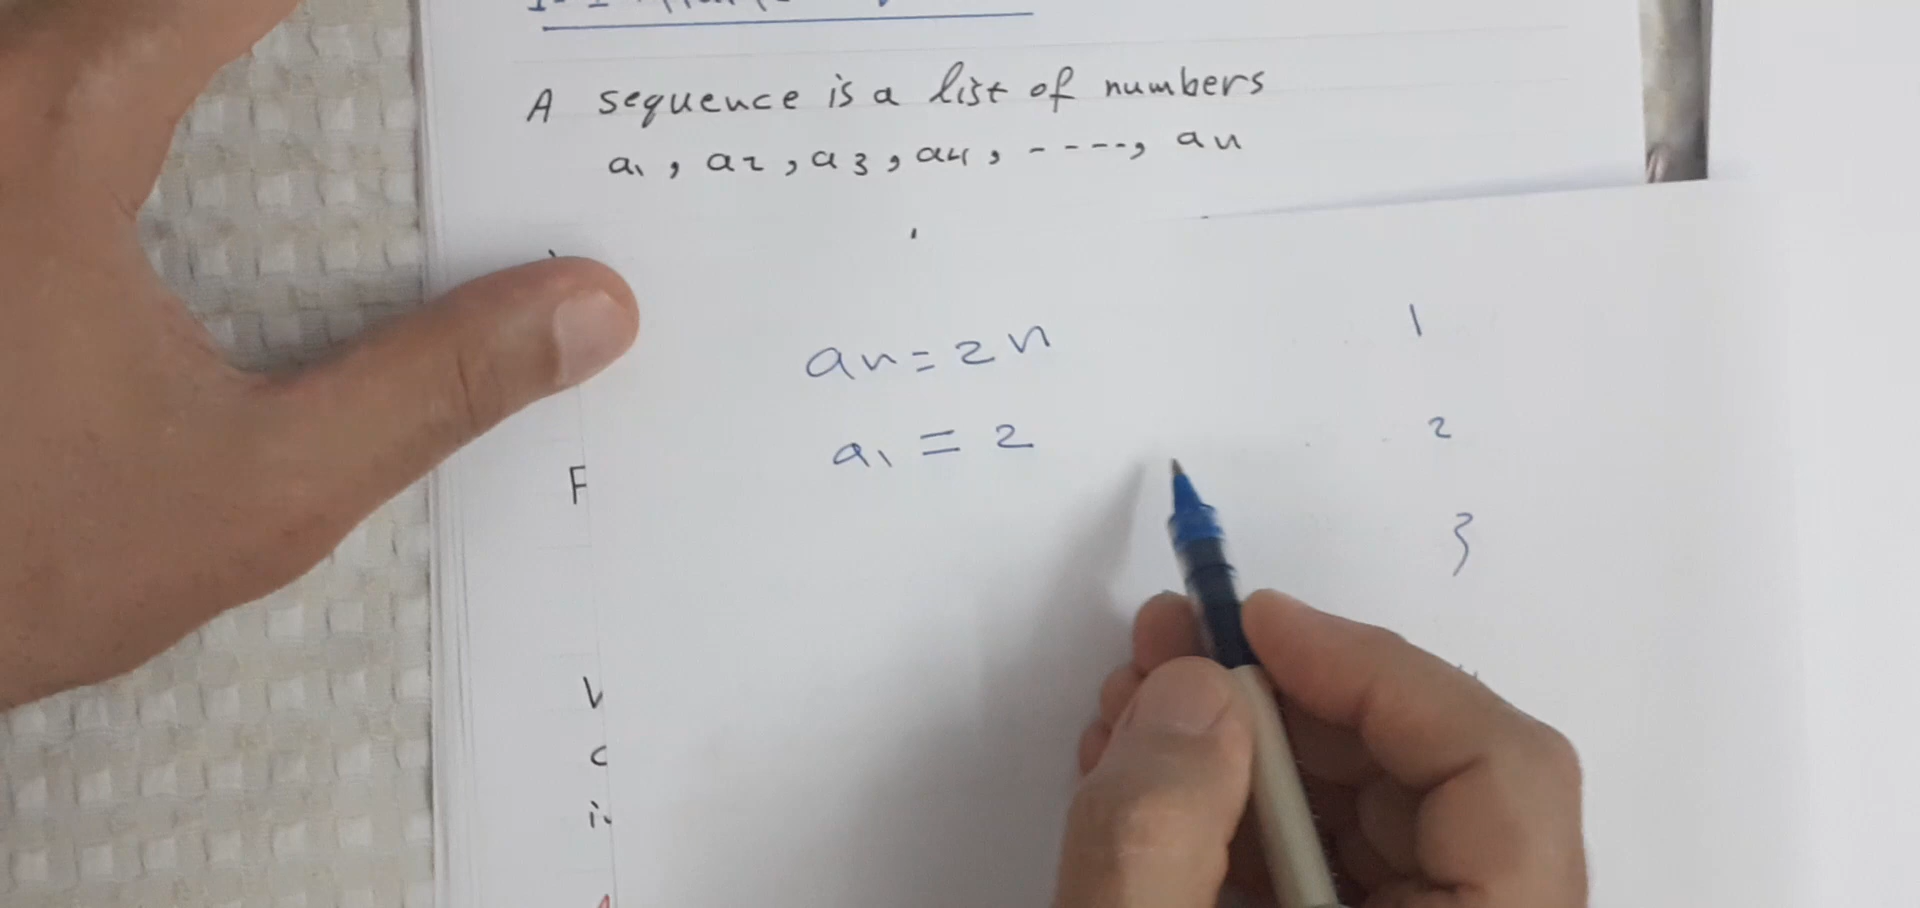 A sequence is a list of numbers
a1, a2, a3, a4, ----, an
an = 2n
1
a1 = 2
2
3
F